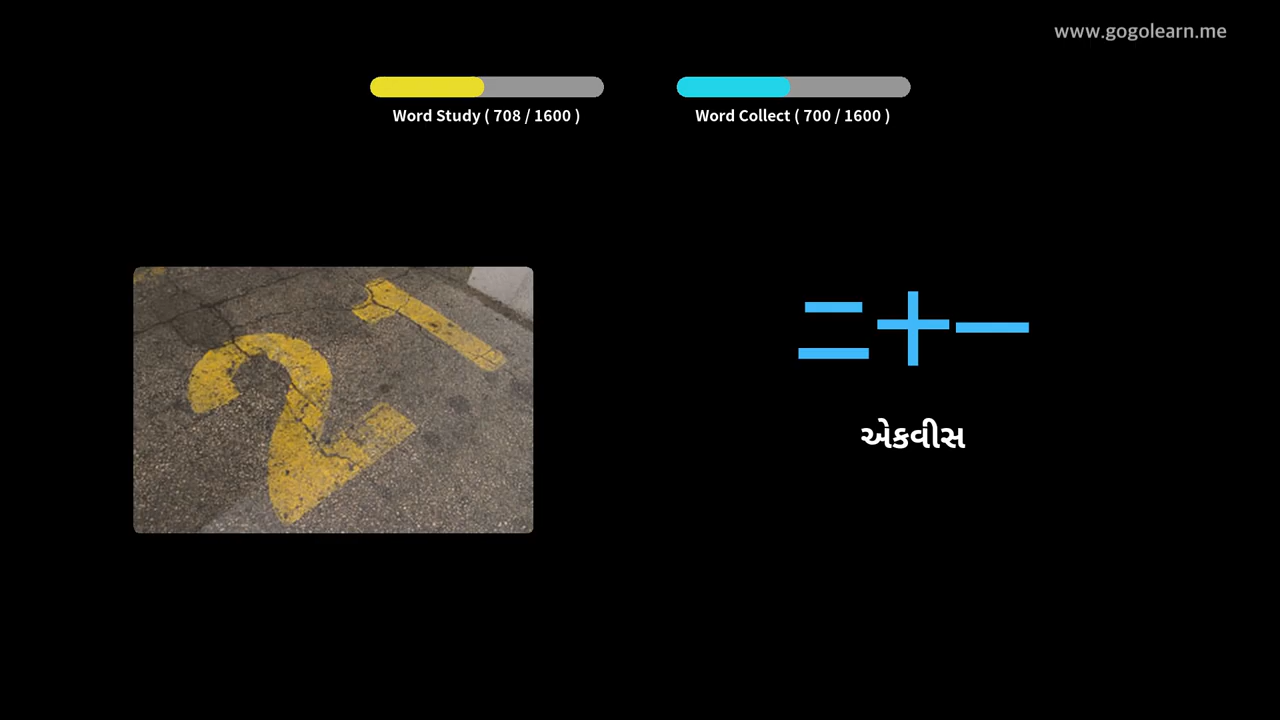 www.gogolearn.me
Word Study ( 708 / 1600 )
Word Collect ( 700 / 1600 )
21
二十一
એકવીસ